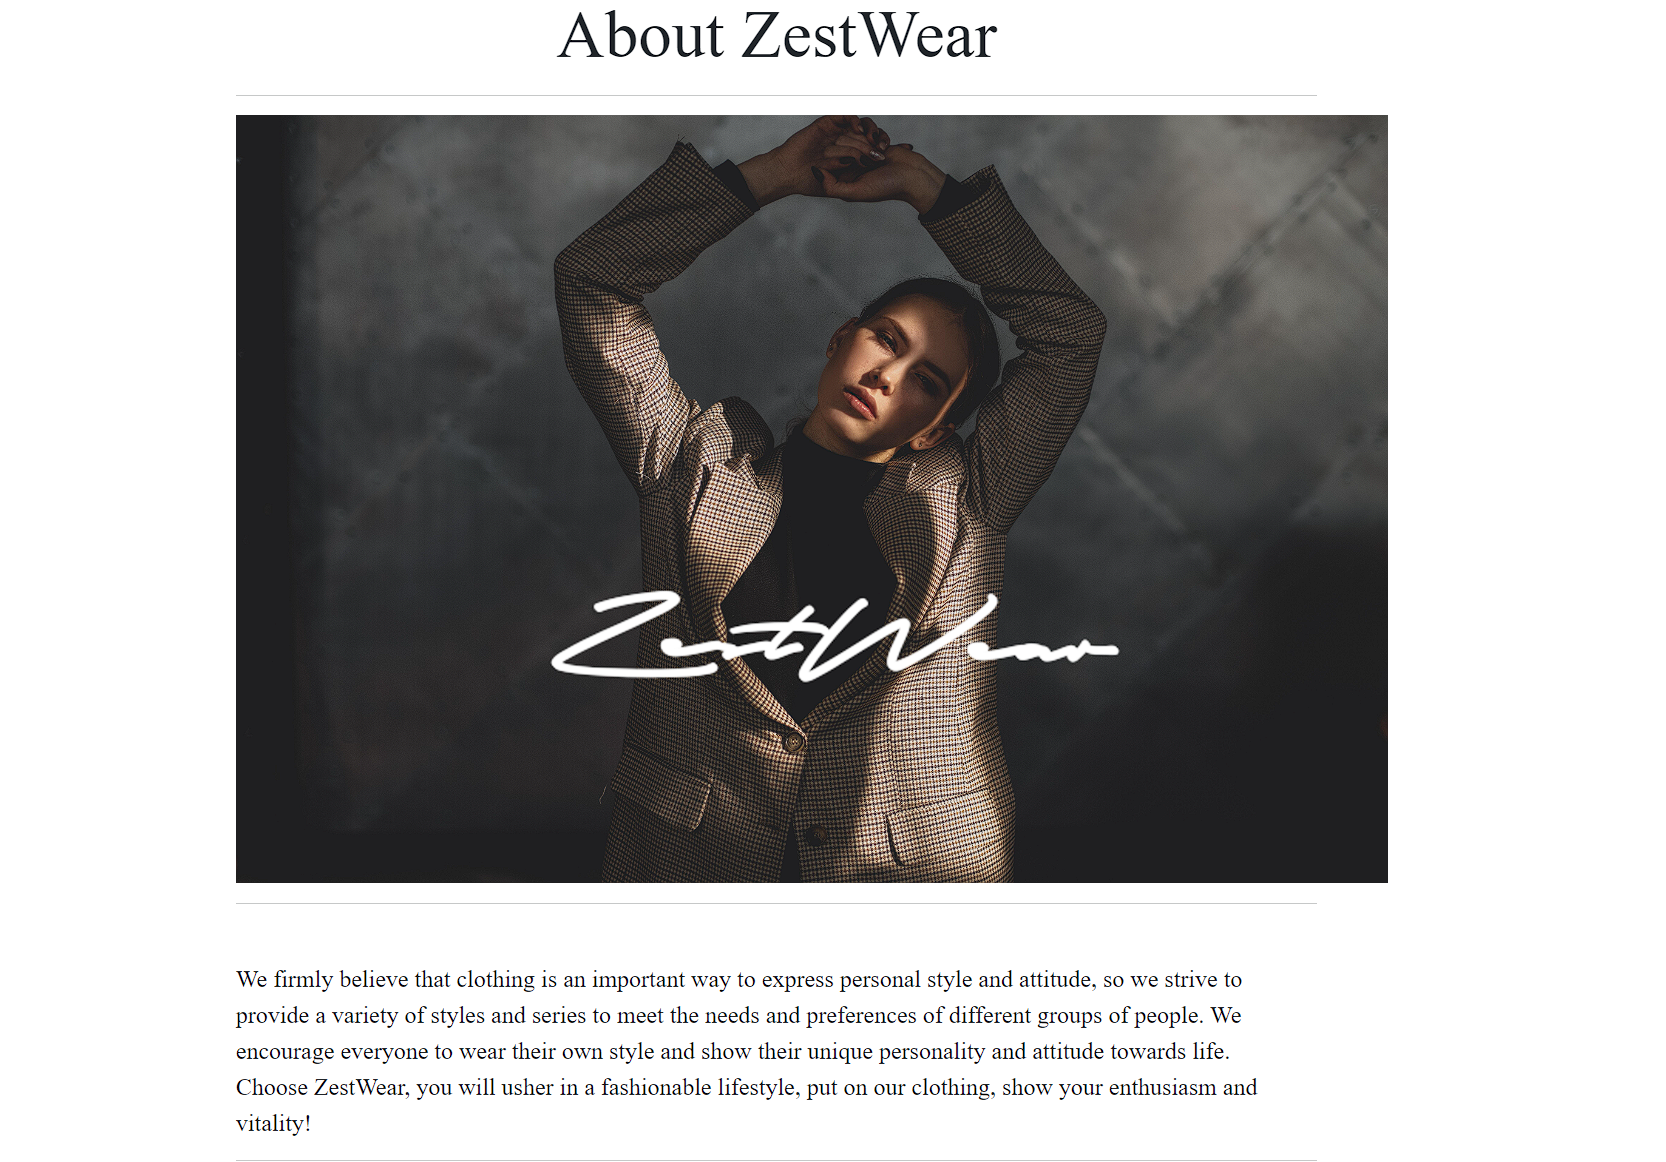 About ZestWear
ZestWear
We firmly believe that clothing is an important way to express personal style and attitude, so we strive to
provide a variety of styles and series to meet the needs and preferences of different groups of people. We
encourage everyone to wear their own style and show their unique personality and attitude towards life.
Choose ZestWear, you will usher in a fashionable lifestyle, put on our clothing, show your enthusiasm and
vitality!